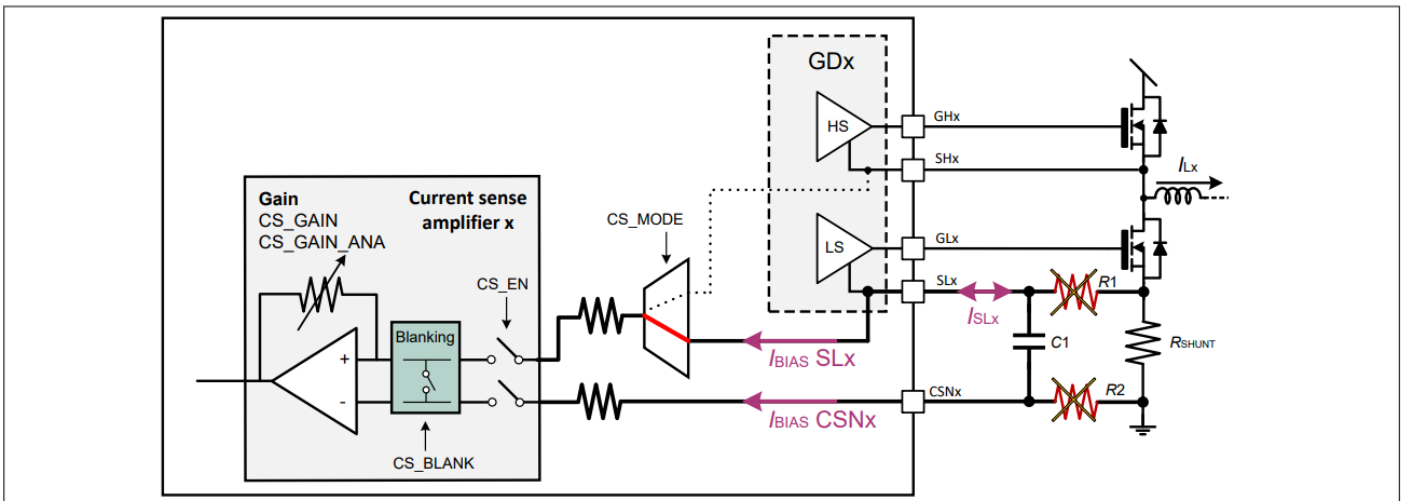 GDx
HS
GHx
SHx
ILx
Gain
CS_GAIN
CS_GAIN_ANA
Current sense
amplifier x
CS_MODE
LS
GLx
CS_EN
SLx
R1
ISLx
Blanking
+
-
C1
RSHUNT
IBIAS SLx
CSNx
R2
IBIAS CSNx
CS_BLANK